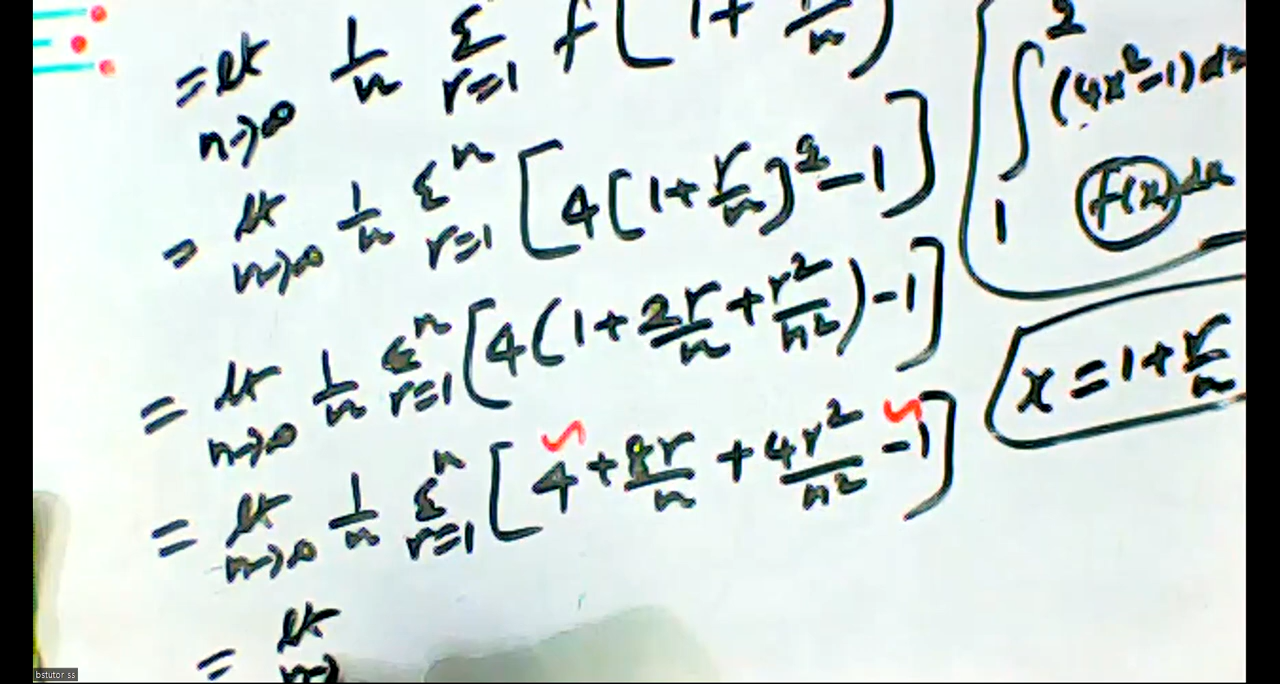 = lt n→∞ 1/n Σ r=1 f(1 + r/n)
= lt n→∞ 1/n Σ^n r=1 [4(1+r/n)^2 -1]
= lt n→∞ 1/n Σ^n r=1 [4(1+2r/n+r^2/n^2)-1]
= lt n→∞ 1/n Σ^n r=1 [4+8r/n+4r^2/n^2-1]
= lt n→
∫_1^2 (4x^2-1)dx
f(x)dx
x=1+r/n
bstutor ss